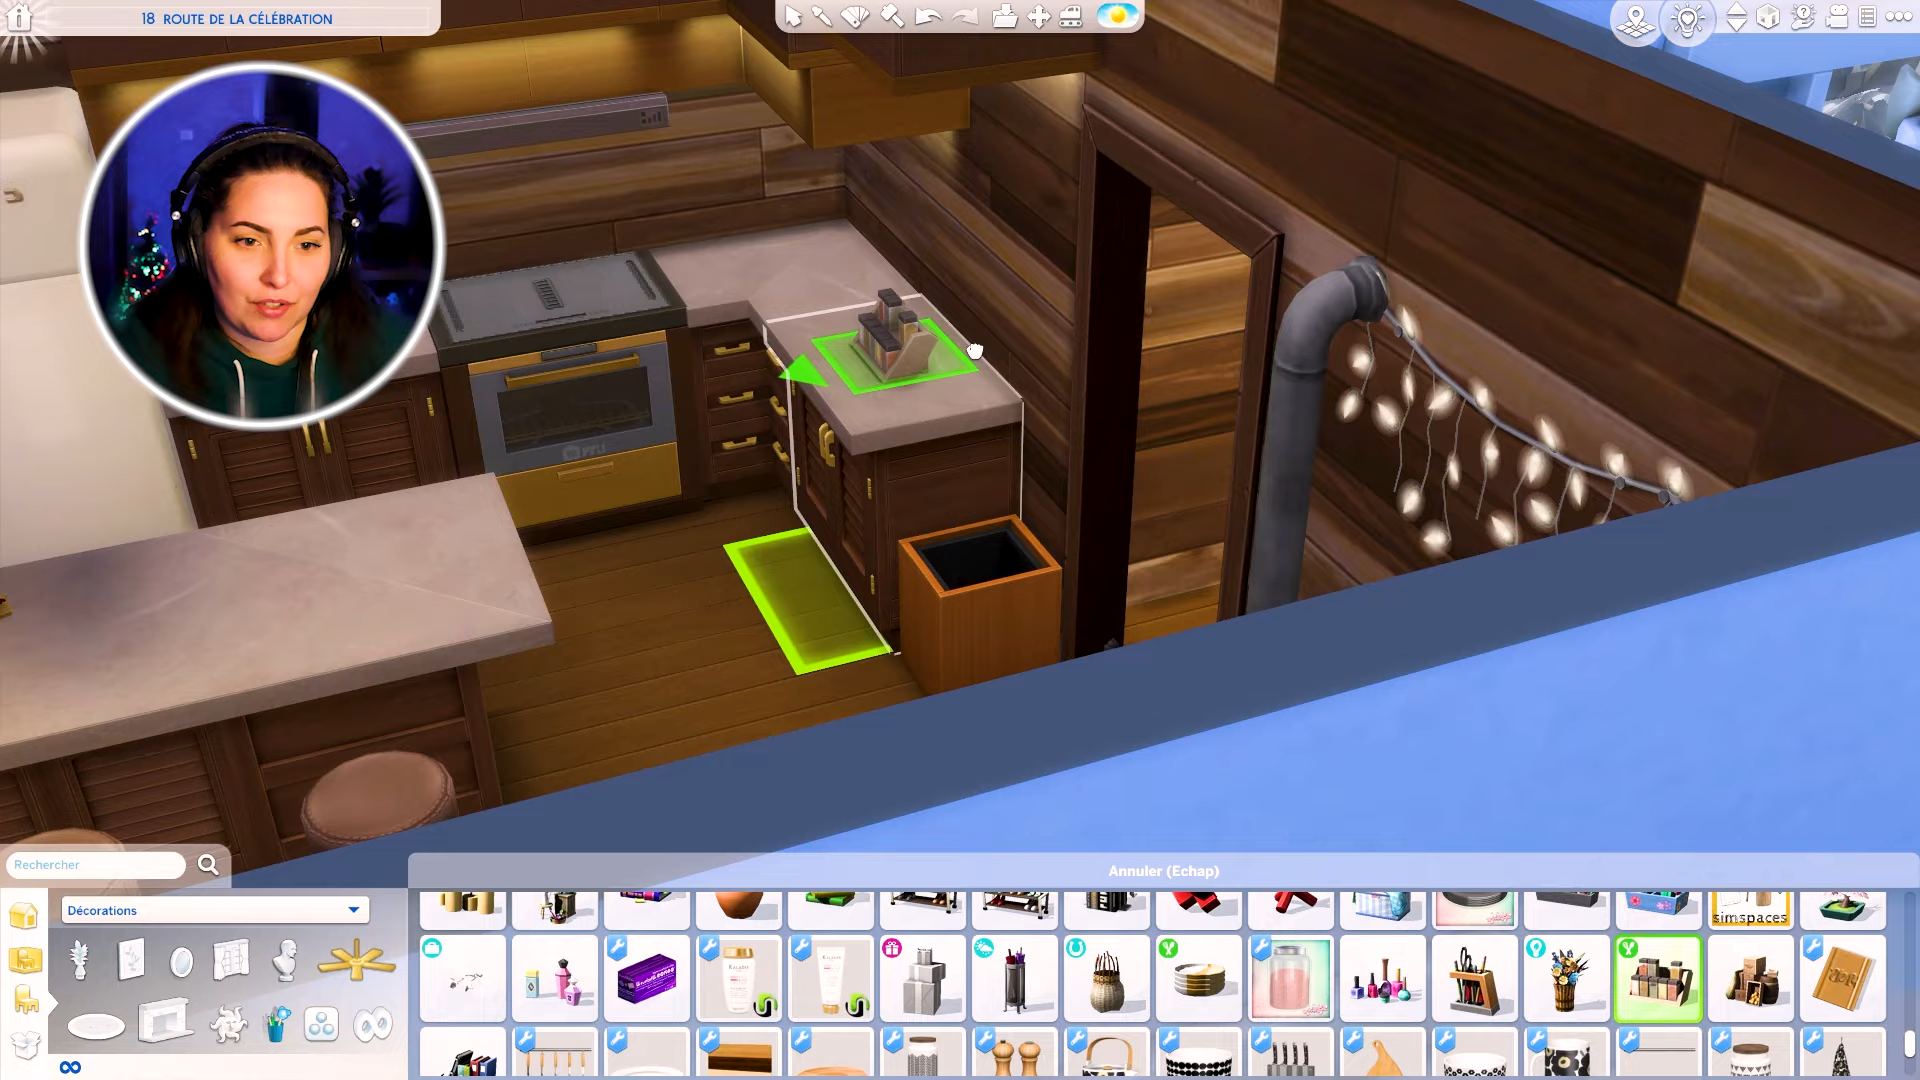 18 ROUTE DE LA CÉLÉBRATION
Annuler (Echap)
Rechercher
Décorations
simspaces